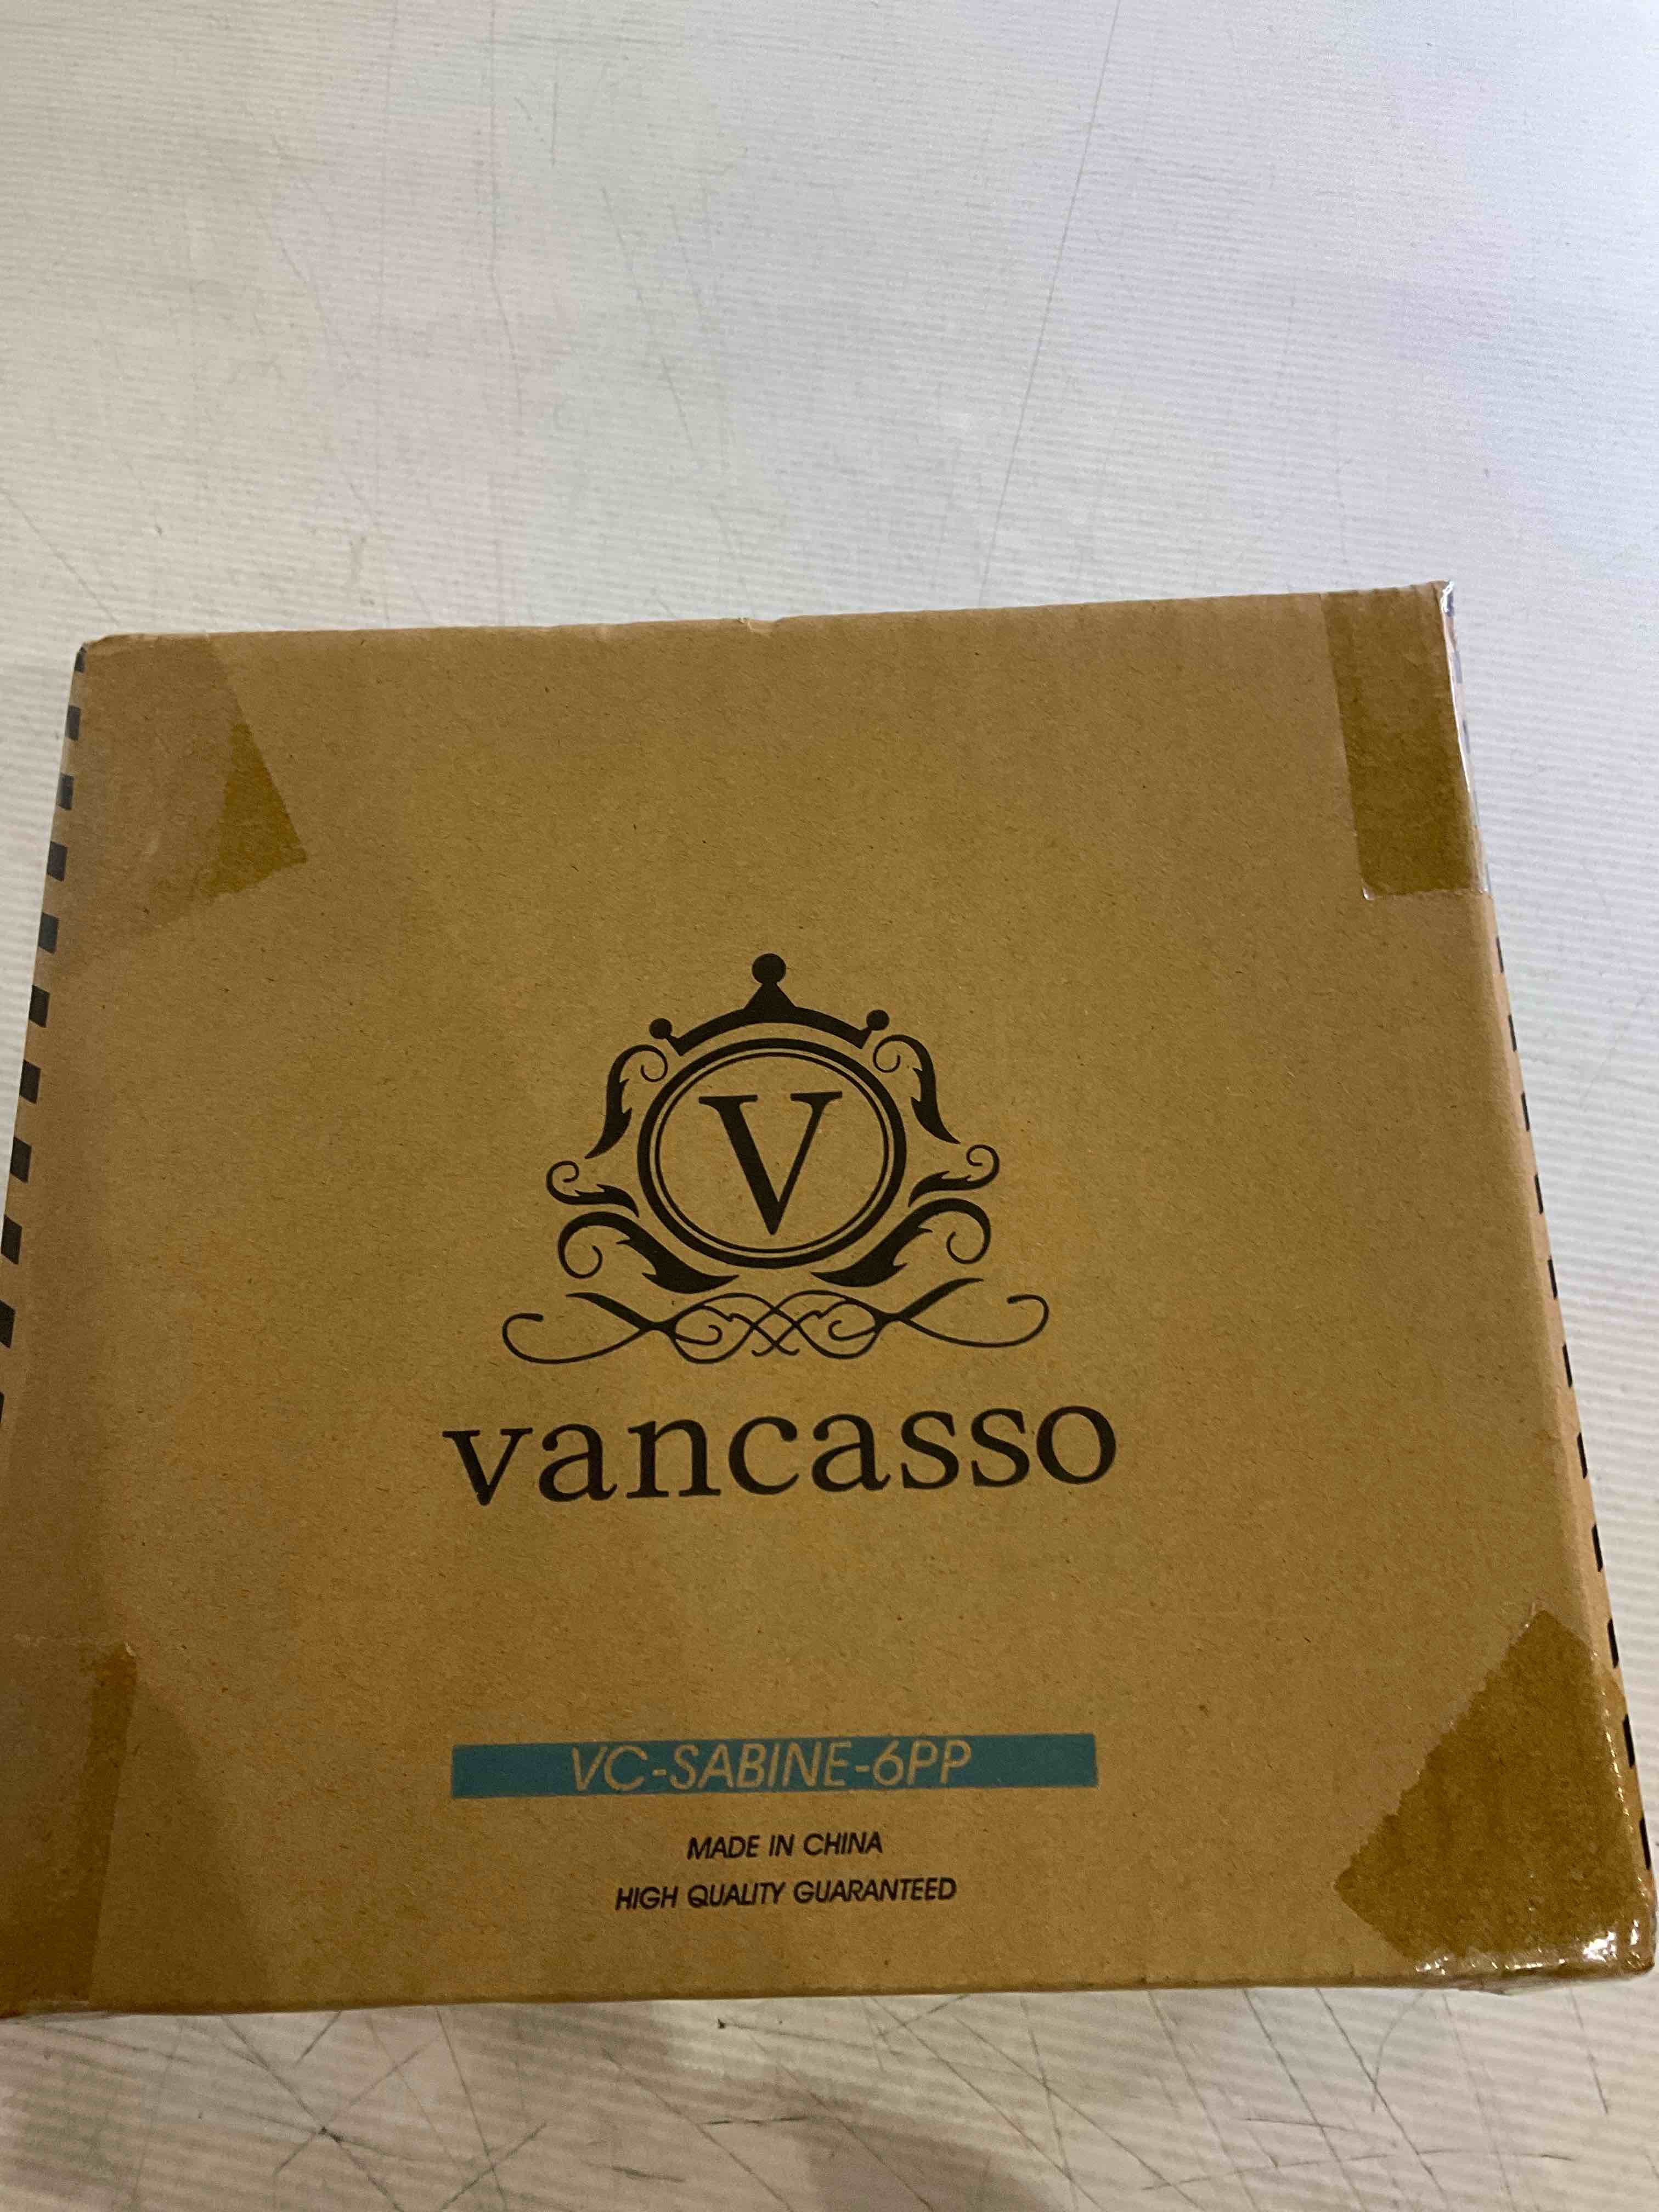 V
vancasso
VC-SABINE-6PP
MADE IN CHINA
HIGH QUALITY GUARANTEED